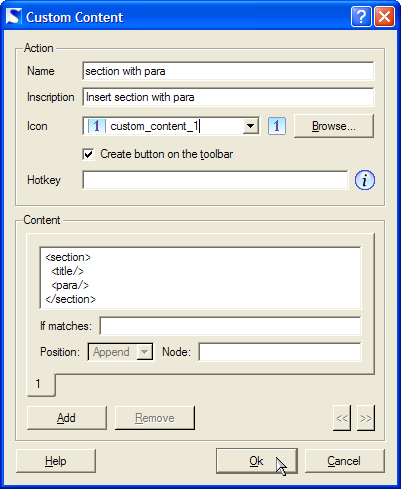 Custom Content
Action
Name section with para
Inscription Insert section with para
Icon 1 custom_content_1 1 Browse...
Create button on the toolbar
Hotkey
Content
<section>
<title/>
<para/>
</section>
If matches:
Position: Append Node:
1
Add Remove << >>
Help Ok Cancel